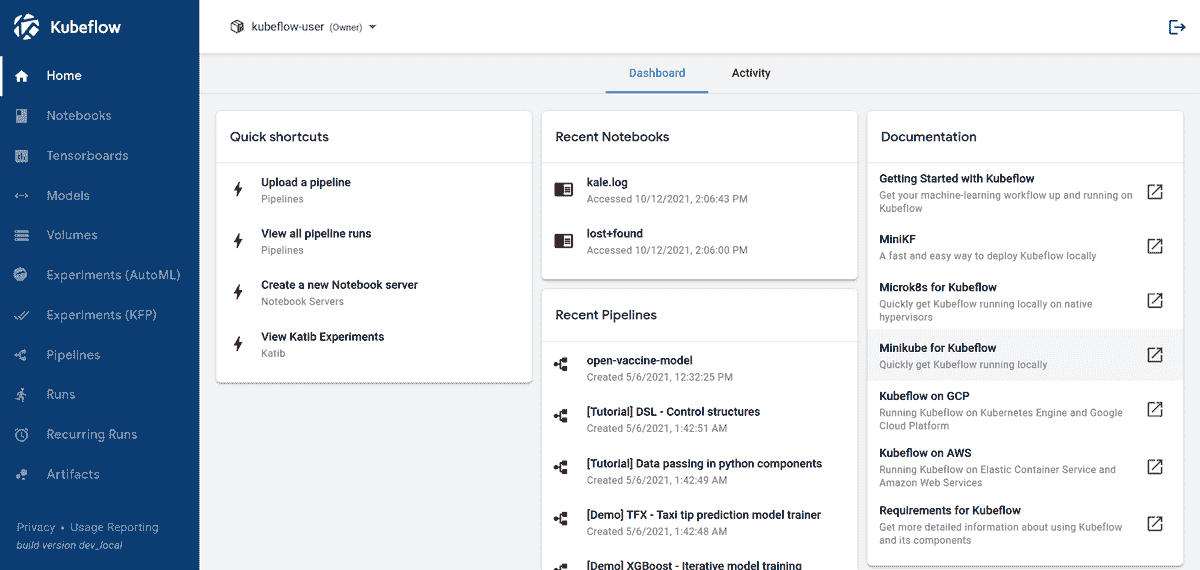 Kubeflow
Home
Notebooks
Tensorboards
Models
Volumes
Experiments (AutoML)
Experiments (KFP)
Pipelines
Runs
Recurring Runs
Artifacts
Privacy • Usage Reporting
build version dev_local
kubeflow-user (Owner)
Dashboard
Activity
Quick shortcuts
Upload a pipeline
Pipelines
View all pipeline runs
Pipelines
Create a new Notebook server
Notebook Servers
View Katib Experiments
Katib
Recent Notebooks
kale.log
Accessed 10/12/2021, 2:06:43 PM
lost+found
Accessed 10/12/2021, 2:06:00 PM
Recent Pipelines
open-vaccine-model
Created 5/6/2021, 12:32:25 PM
[Tutorial] DSL - Control structures
Created 5/6/2021, 1:42:51 AM
[Tutorial] Data passing in python components
Created 5/6/2021, 1:42:49 AM
[Demo] TFX - Taxi tip prediction model trainer
Created 5/6/2021, 1:42:48 AM
[Demo] XGBoost - Iterative model training
Documentation
Getting Started with Kubeflow
Get your machine-learning workflow up and running on
Kubeflow
MiniKF
A fast and easy way to deploy Kubeflow locally
Microk8s for Kubeflow
Quickly get Kubeflow running locally on native
hypervisors
Minikube for Kubeflow
Quickly get Kubeflow running locally
Kubeflow on GCP
Running Kubeflow on Kubernetes Engine and Google
Cloud Platform
Kubeflow on AWS
Running Kubeflow on Elastic Container Service and
Amazon Web Services
Requirements for Kubeflow
Get more detailed information about using Kubeflow
and its components